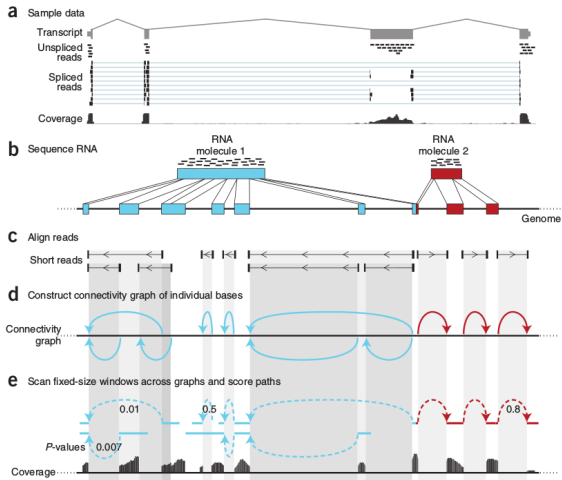 a Sample data
Transcript
Unspliced
reads
Spliced
reads
Coverage
b Sequence RNA
RNA
molecule 1
RNA
molecule 2
Genome
c Align reads
Short reads
d Construct connectivity graph of individual bases
Connectivity
graph
e Scan fixed-size windows across graphs and score paths
0.01 0.5 0.8
P-values 0.007
Coverage